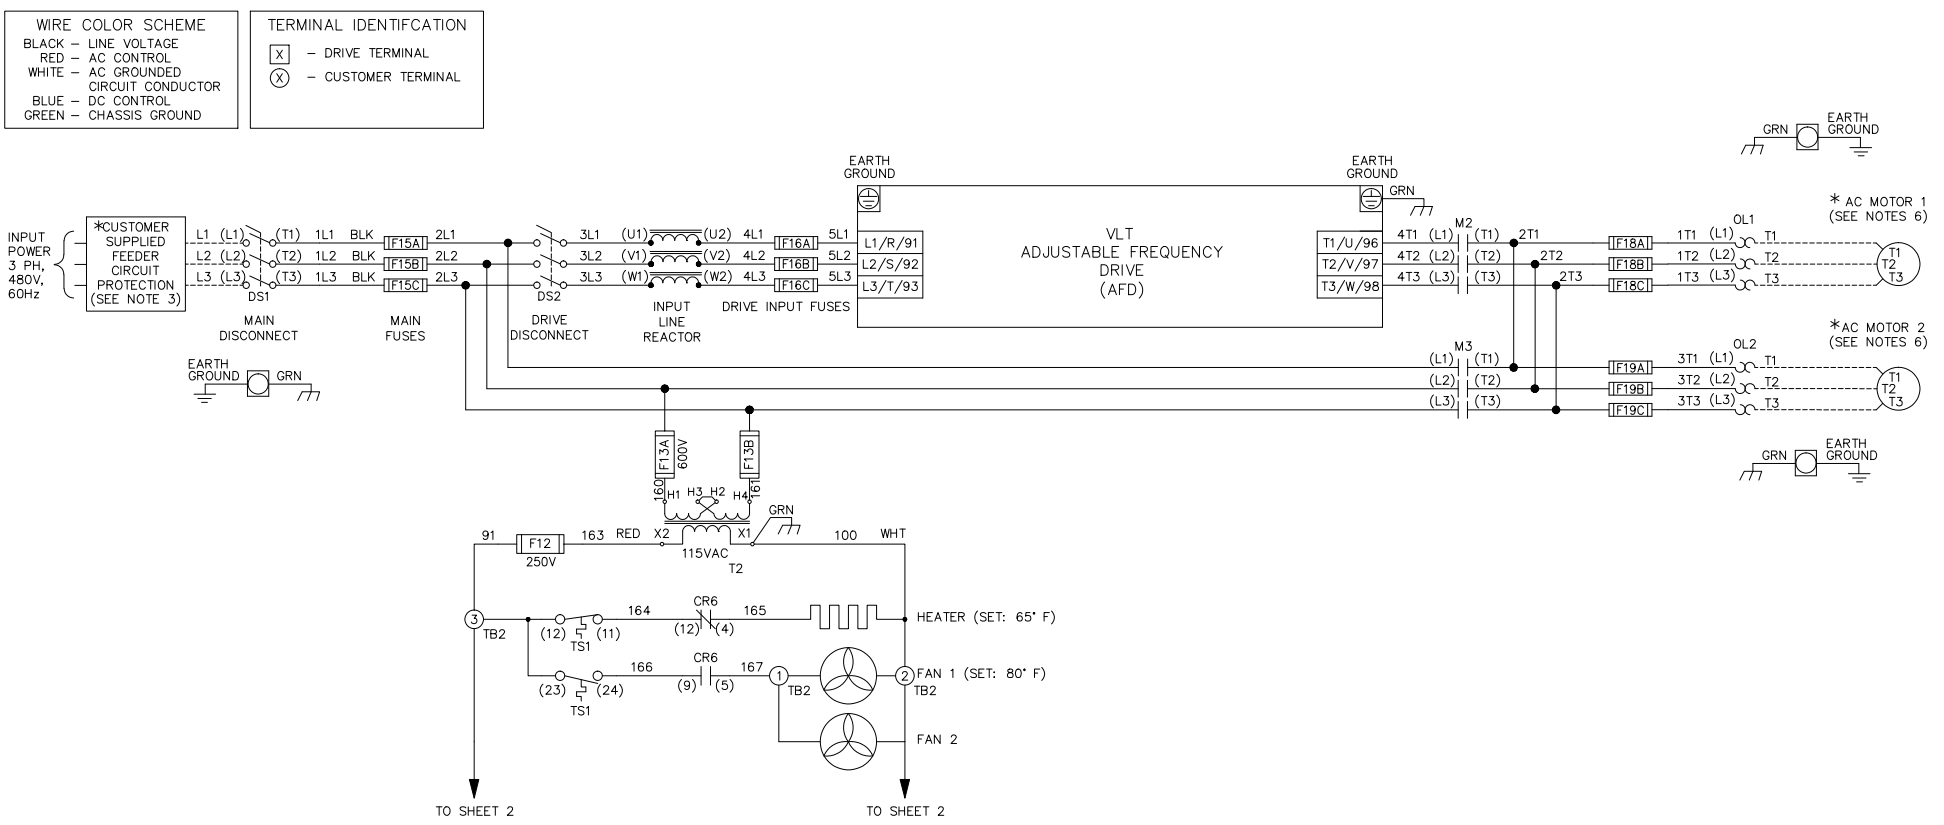 WIRE COLOR SCHEME
BLACK – LINE VOLTAGE
RED – AC CONTROL
WHITE – AC GROUNDED
CIRCUIT CONDUCTOR
BLUE – DC CONTROL
GREEN – CHASSIS GROUND
TERMINAL IDENTIFCATION
X – DRIVE TERMINAL
X – CUSTOMER TERMINAL
INPUT
POWER
3 PH,
480V,
60Hz
*CUSTOMER
SUPPLIED
FEEDER
CIRCUIT
PROTECTION
(SEE NOTE 3)
L1 (L1) (T1) 1L1 BLK F15A 2L1
L2 (L2) (T2) 1L2 BLK F15B 2L2
L3 (L3) (T3) 1L3 BLK F15C 2L3
DS1
MAIN
DISCONNECT
MAIN
FUSES
3L1 (U1) (U2) 4L1 F16A 5L1
3L2 (V1) (V2) 4L2 F16B 5L2
3L3 (W1) (W2) 4L3 F16C 5L3
DS2
DRIVE
DISCONNECT
INPUT
LINE
REACTOR
DRIVE INPUT FUSES
EARTH
GROUND
L1/R/91
L2/S/92
L3/T/93
VLT
ADJUSTABLE FREQUENCY
DRIVE
(AFD)
EARTH
GROUND
GRN
T1/U/96
T2/V/97
T3/W/98
M2
4T1 (L1) (T1) 2T1 F18A 1T1 (L1) T1
4T2 (L2) (T2) 2T2 F18B 1T2 (L2) T2
4T3 (L3) (T3) 2T3 F18C 1T3 (L3) T3
OL1
GRN
EARTH
GROUND
* AC MOTOR 1
(SEE NOTES 6)
T1
T2
T3
EARTH
GROUND
GRN
M3
(L1) (T1) F19A 3T1 (L1) T1
(L2) (T2) F19B 3T2 (L2) T2
(L3) (T3) F19C 3T3 (L3) T3
OL2
* AC MOTOR 2
(SEE NOTES 6)
T1
T2
T3
GRN
EARTH
GROUND
F13A
600V
F13B
160
161
H1 H3 H2 H4
GRN
91 F12 163 RED X2 X1 100 WHT
250V
115VAC
T2
3
TB2
(12) (11)
TS1
164
CR6
(12) (4)
165
HEATER (SET: 65° F)
(23) (24)
TS1
166
CR6
(9) (5)
167
1
TB2
2
TB2
FAN 1 (SET: 80° F)
FAN 2
TO SHEET 2
TO SHEET 2